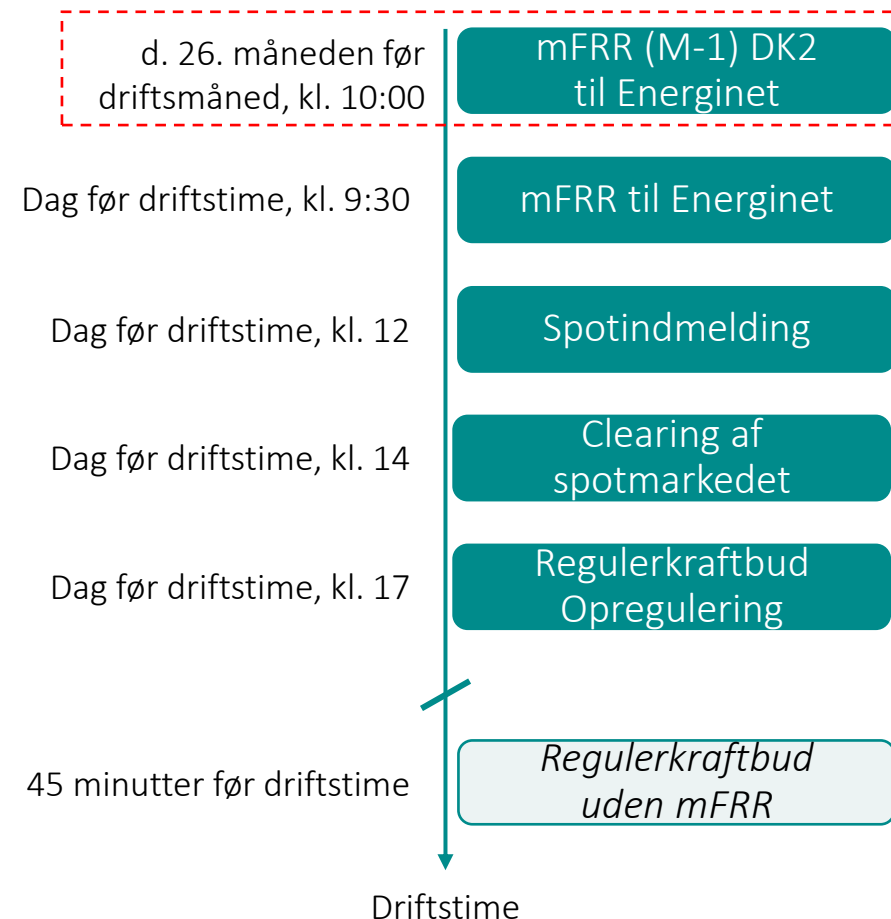 d. 26. måneden før
driftsmåned, kl. 10:00
mFRR (M-1) DK2
til Energinet
Dag før driftstime, kl. 9:30
mFRR til Energinet
Dag før driftstime, kl. 12
Spotindmelding
Dag før driftstime, kl. 14
Clearing af
spotmarkedet
Dag før driftstime, kl. 17
Regulerkraftbud
Opregulering
45 minutter før driftstime
Regulerkraftbud
uden mFRR
Driftstime